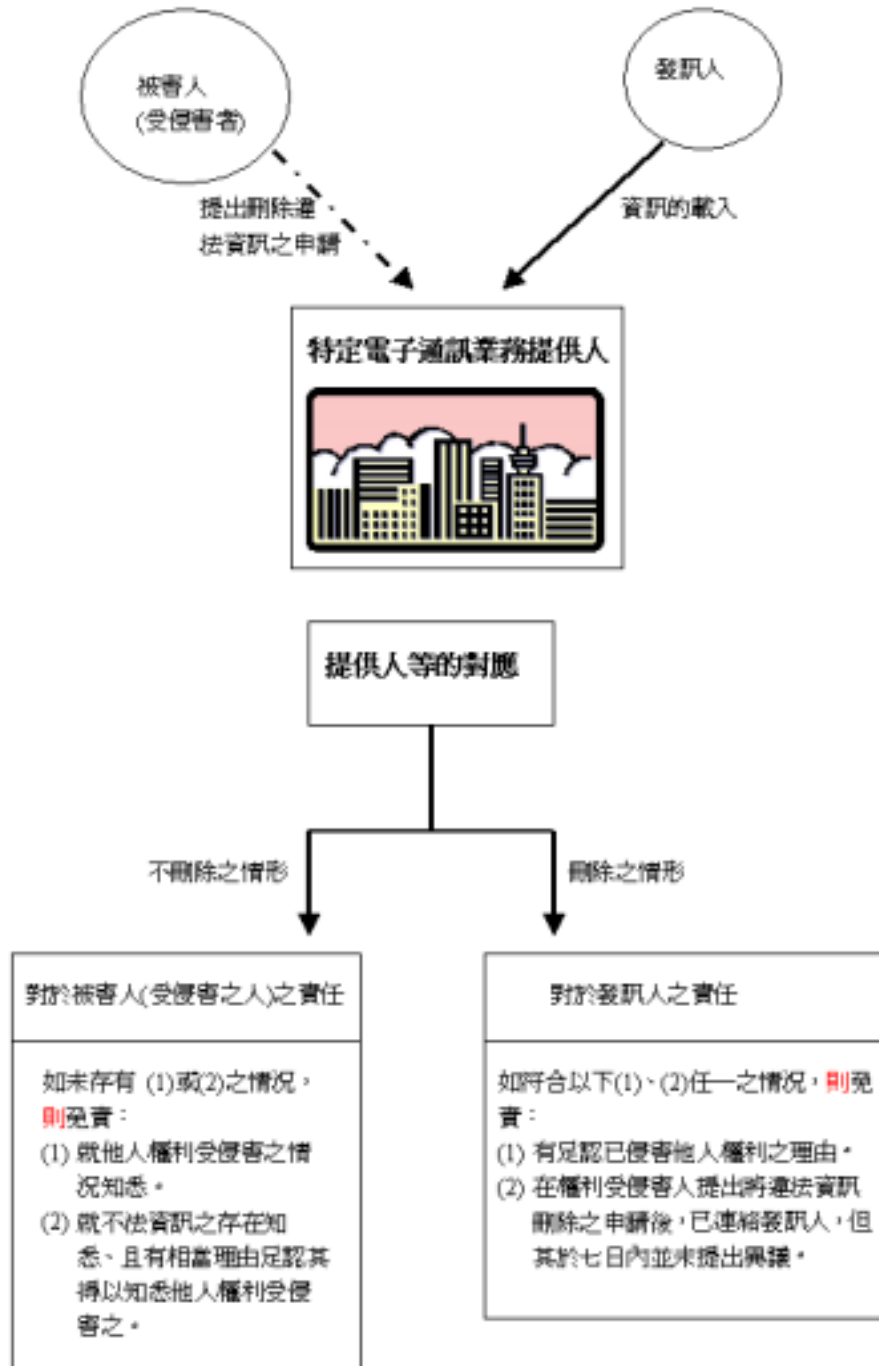 被害人
(受侵害者)
發訊人
提出刪除違
法資訊之申請
資訊的載入
特定電子通訊業務提供人
提供人等的對應
不刪除之情形
刪除之情形
對於被害人(受侵害之人)之責任
如未存有 (1)或(2)之情況，
則免責：
(1) 就他人權利受侵害之情
況知悉。
(2) 就不法資訊之存在知
悉、且有相當理由足認其
得以知悉他人權利受侵
害之。
對於發訊人之責任
如符合以下(1)、(2)任一之情況，則免
責：
(1) 有足認已侵害他人權利之理由。
(2) 在權利受侵害人提出將違法資訊
刪除之申請後，已連絡發訊人，但
其於七日內並未提出異議。